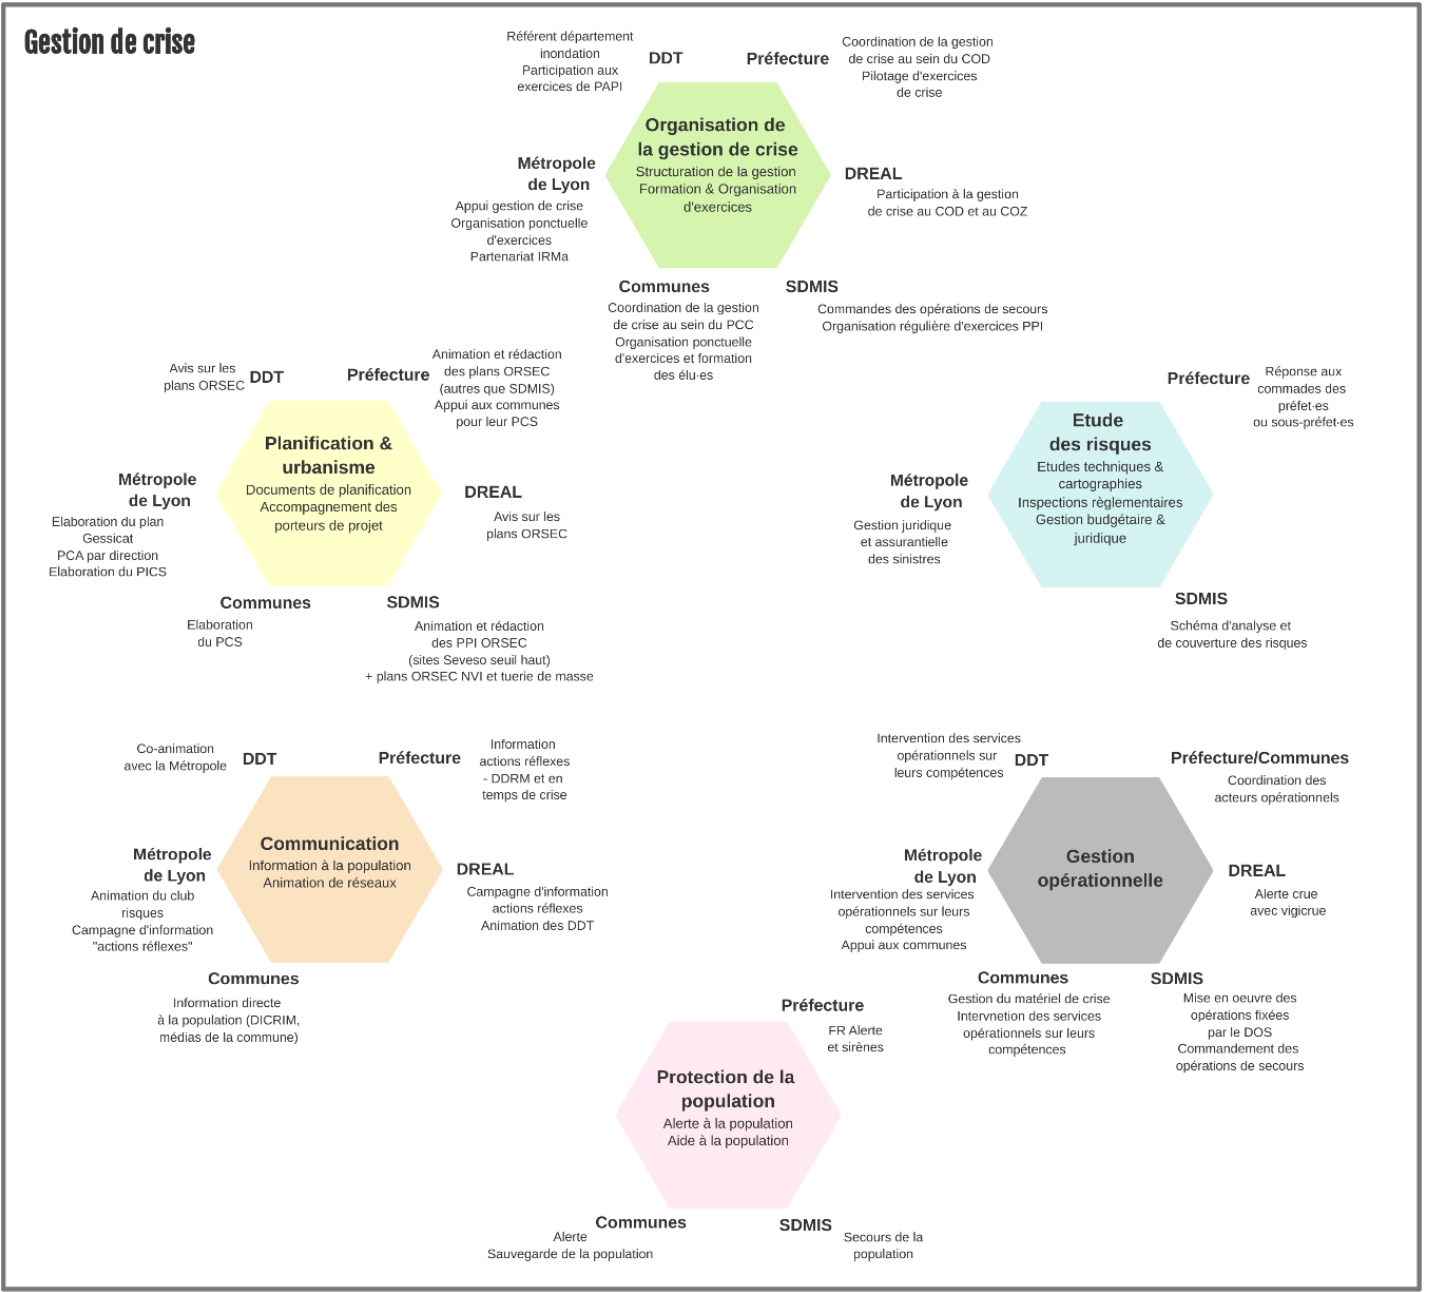 Gestion de crise
Référent département
inondation
Participation aux
exercices de PAPI
DDT
Préfecture
Coordination de la gestion
de crise au sein du COD
Pilotage d'exercices
de crise
Organisation de
la gestion de crise
Structuration de la gestion
Formation & Organisation
d'exercices
Métropole
de Lyon
Appui gestion de crise
Organisation ponctuelle
d'exercices
Partenariat IRMa
DREAL
Participation à la gestion
de crise au COD et au COZ
Communes
Coordination de la gestion
de crise au sein du PCC
Organisation ponctuelle
d'exercices et formation
des élu·es
SDMIS
Commandes des opérations de secours
Organisation régulière d'exercices PPI
Avis sur les
plans ORSEC
DDT
Préfecture
Animation et rédaction
des plans ORSEC
(autres que SDMIS)
Appui aux communes
pour leur PCS
Planification &
urbanisme
Documents de planification
Accompagnement des
porteurs de projet
Métropole
de Lyon
Elaboration du plan
Gessicat
PCA par direction
Elaboration du PICS
DREAL
Avis sur les
plans ORSEC
Communes
Elaboration
du PCS
SDMIS
Animation et rédaction
des PPI ORSEC
(sites Seveso seuil haut)
+ plans ORSEC NVI et tuerie de masse
Préfecture
Réponse aux
commades des
préfet·es
ou sous-préfet·es
Etude
des risques
Etudes techniques &
cartographies
Inspections règlementaires
Gestion budgétaire &
juridique
Métropole
de Lyon
Gestion juridique
et assurantielle
des sinistres
SDMIS
Schéma d'analyse et
de couverture des risques
Co-animation
avec la Métropole
DDT
Préfecture
Information
actions réflexes
- DDRM et en
temps de crise
Communication
Information à la population
Animation de réseaux
Métropole
de Lyon
Animation du club
risques
Campagne d'information
"actions réflexes"
DREAL
Campagne d'information
actions réflexes
Animation des DDT
Communes
Information directe
à la population (DICRIM,
médias de la commune)
Intervention des services
opérationnels sur
leurs compétences
DDT
Préfecture/Communes
Coordination des
acteurs opérationnels
Gestion
opérationnelle
Métropole
de Lyon
Intervention des services
opérationnels sur leurs
compétences
Appui aux communes
DREAL
Alerte crue
avec vigicrue
Communes
Gestion du matériel de crise
Intervnetion des services
opérationnels sur leurs
compétences
SDMIS
Mise en oeuvre des
opérations fixées
par le DOS
Commandement des
opérations de secours
Préfecture
FR Alerte
et sirènes
Protection de la
population
Alerte à la population
Aide à la population
Communes
Alerte
Sauvegarde de la population
SDMIS
Secours de la
population